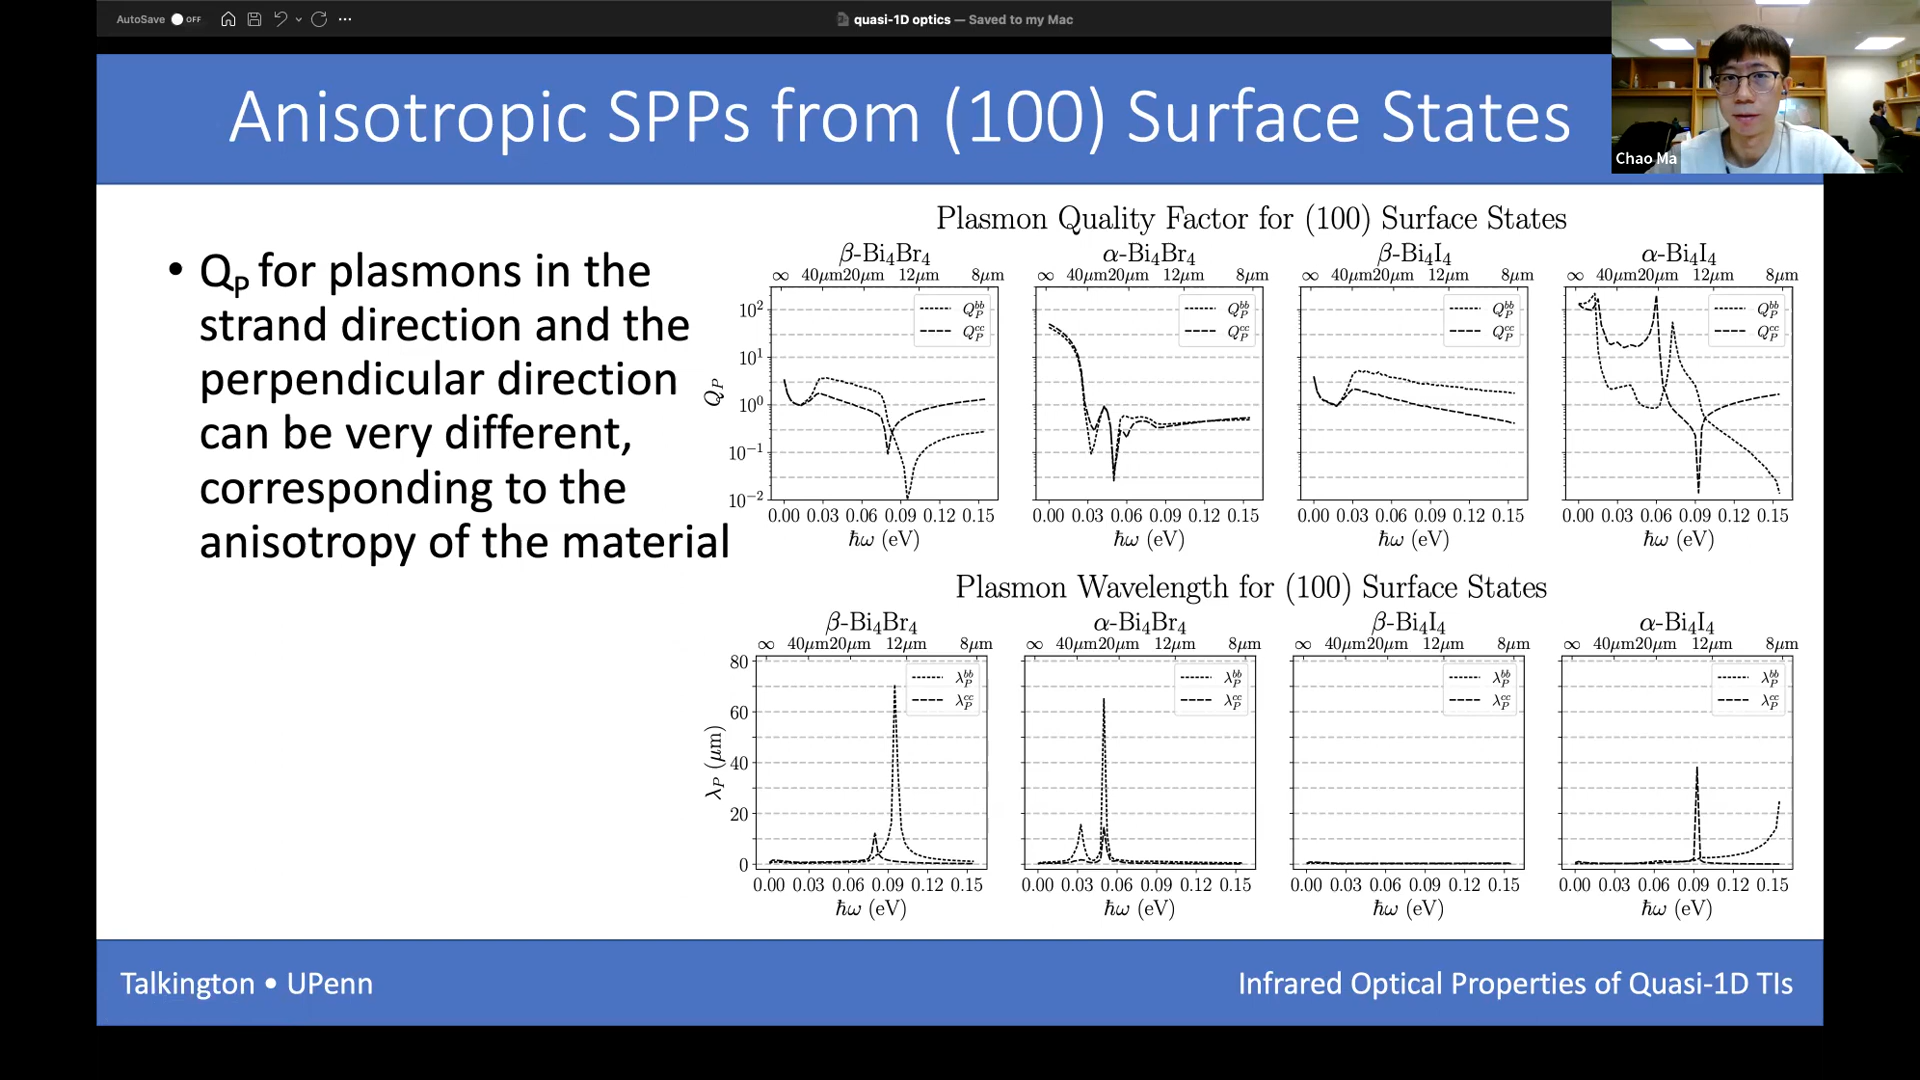 AutoSave OFF
quasi-1D optics — Saved to my Mac
Chao Ma
Anisotropic SPPs from (100) Surface States
• Q_P for plasmons in the
strand direction and the
perpendicular direction
can be very different,
corresponding to the
anisotropy of the material
Plasmon Quality Factor for (100) Surface States
β-Bi₄Br₄ α-Bi₄Br₄ β-Bi₄I₄ α-Bi₄I₄
∞ 40μm 20μm 12μm 8μm ∞ 40μm 20μm 12μm 8μm ∞ 40μm 20μm 12μm 8μm ∞ 40μm 20μm 12μm 8μm
Q_P^bb Q_P^bb Q_P^bb Q_P^bb
Q_P^cc Q_P^cc Q_P^cc Q_P^cc
Q_P
10²
10¹
10⁰
10⁻¹
10⁻²
0.00 0.03 0.06 0.09 0.12 0.15 0.00 0.03 0.06 0.09 0.12 0.15 0.00 0.03 0.06 0.09 0.12 0.15 0.00 0.03 0.06 0.09 0.12 0.15
ħω (eV) ħω (eV) ħω (eV) ħω (eV)
Plasmon Wavelength for (100) Surface States
β-Bi₄Br₄ α-Bi₄Br₄ β-Bi₄I₄ α-Bi₄I₄
∞ 40μm 20μm 12μm 8μm ∞ 40μm 20μm 12μm 8μm ∞ 40μm 20μm 12μm 8μm ∞ 40μm 20μm 12μm 8μm
λ_P^bb λ_P^bb λ_P^bb λ_P^bb
λ_P^cc λ_P^cc λ_P^cc λ_P^cc
λ_P (μm)
80
60
40
20
0
0.00 0.03 0.06 0.09 0.12 0.15 0.00 0.03 0.06 0.09 0.12 0.15 0.00 0.03 0.06 0.09 0.12 0.15 0.00 0.03 0.06 0.09 0.12 0.15
ħω (eV) ħω (eV) ħω (eV) ħω (eV)
Talkington • UPenn
Infrared Optical Properties of Quasi-1D TIs